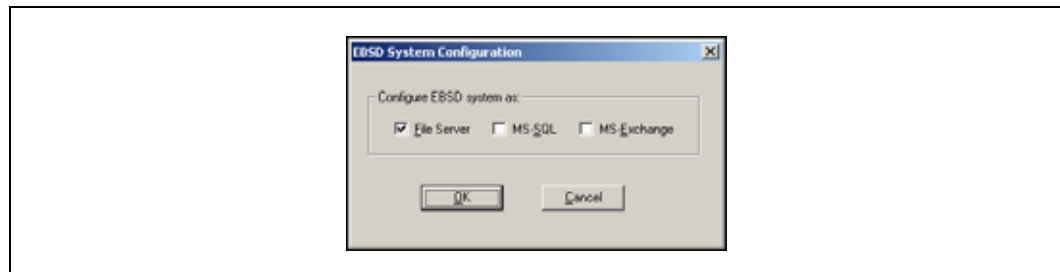 EBSD System Configuration
Configure EBSD system as:
File Server MS-SQL MS-Exchange
OK Cancel